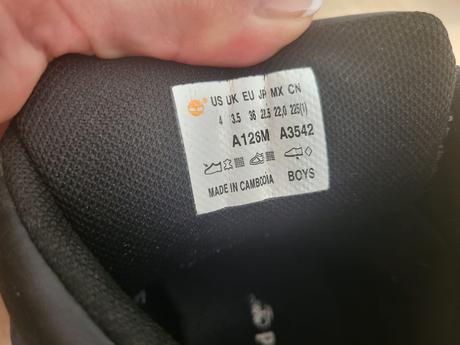 US UK EU JP MX CN
4 3.5 36 21.5 22,0 225(1)
A126M A3542
MADE IN CAMBODIA BOYS